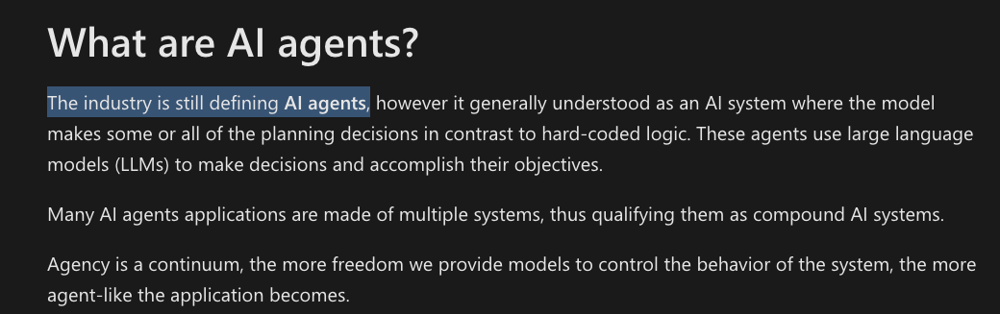 What are AI agents?
The industry is still defining AI agents, however it generally understood as an AI system where the model
makes some or all of the planning decisions in contrast to hard-coded logic. These agents use large language
models (LLMs) to make decisions and accomplish their objectives.
Many AI agents applications are made of multiple systems, thus qualifying them as compound AI systems.
Agency is a continuum, the more freedom we provide models to control the behavior of the system, the more
agent-like the application becomes.